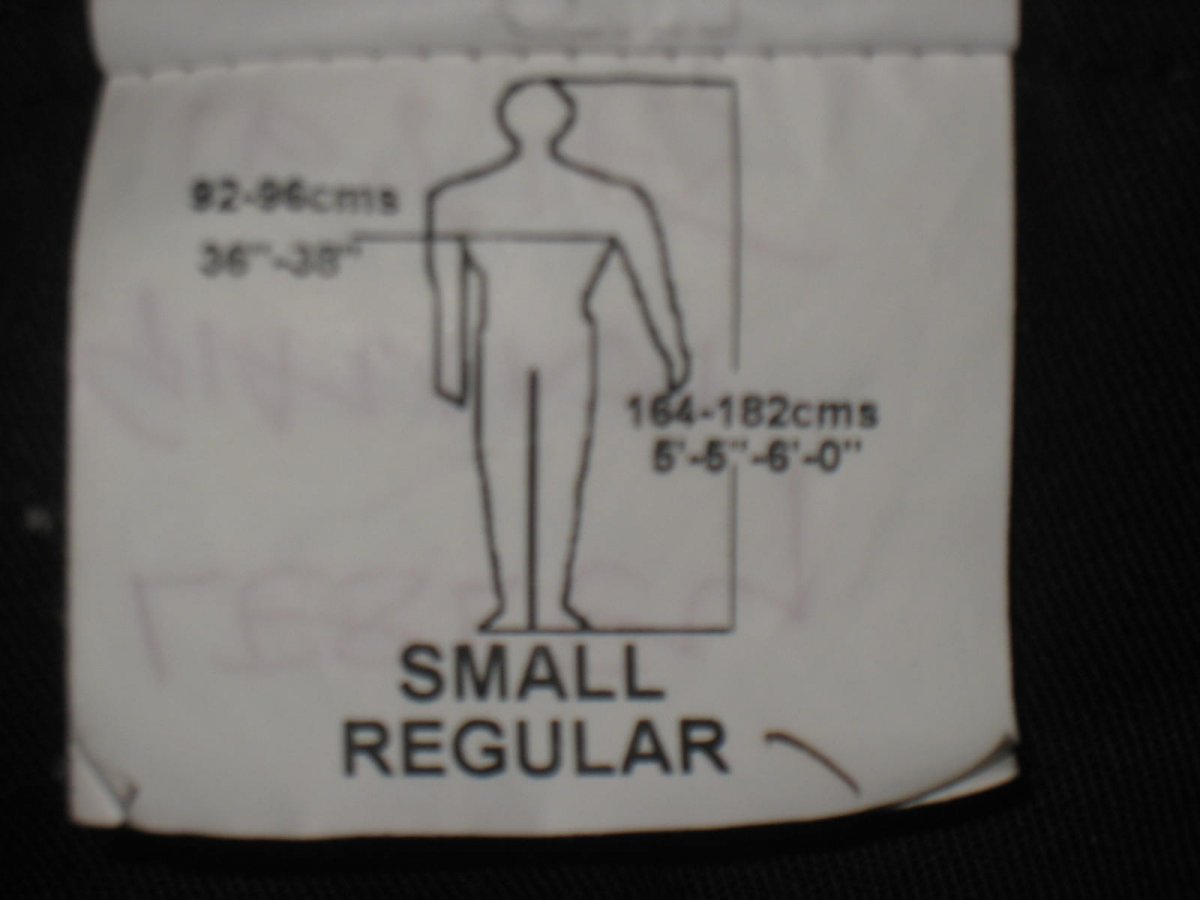 92-96cms
36"-38"
164-182cms
5'-5"-6'-0"
SMALL
REGULAR